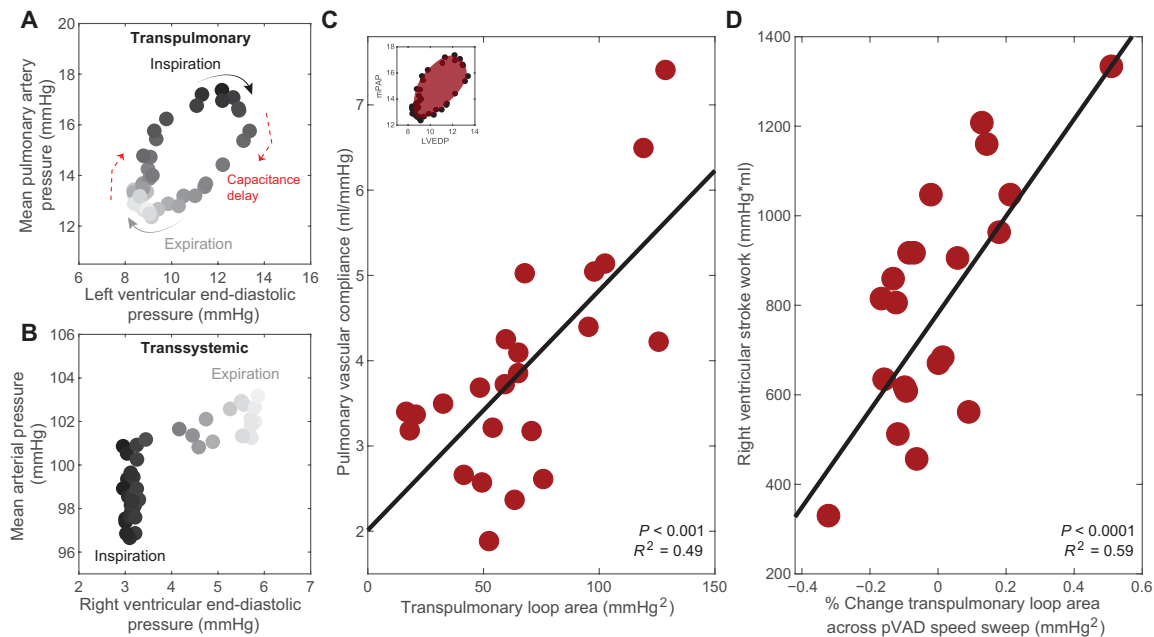 A
Transpulmonary
Inspiration
Capacitance
delay
Expiration
20
18
16
14
12
6
8
10
12
14
16
Mean pulmonary artery
pressure (mmHg)
Left ventricular end-diastolic
pressure (mmHg)
B
Transsystemic
Expiration
Inspiration
106
104
102
100
98
96
2
3
4
5
6
7
Mean arterial pressure
(mmHg)
Right ventricular end-diastolic
pressure (mmHg)
C
7
6
5
4
3
2
0
50
100
150
Pulmonary vascular compliance (ml/mmHg)
Transpulmonary loop area (mmHg²)
18
16
14
12
8
10
12
14
mPAP
LVEDP
P < 0.001
R² = 0.49
D
1400
1200
1000
800
600
400
200
−0.4
−0.2
0
0.2
0.4
0.6
Right ventricular stroke work (mmHg*ml)
% Change transpulmonary loop area
across pVAD speed sweep (mmHg²)
P < 0.0001
R² = 0.59